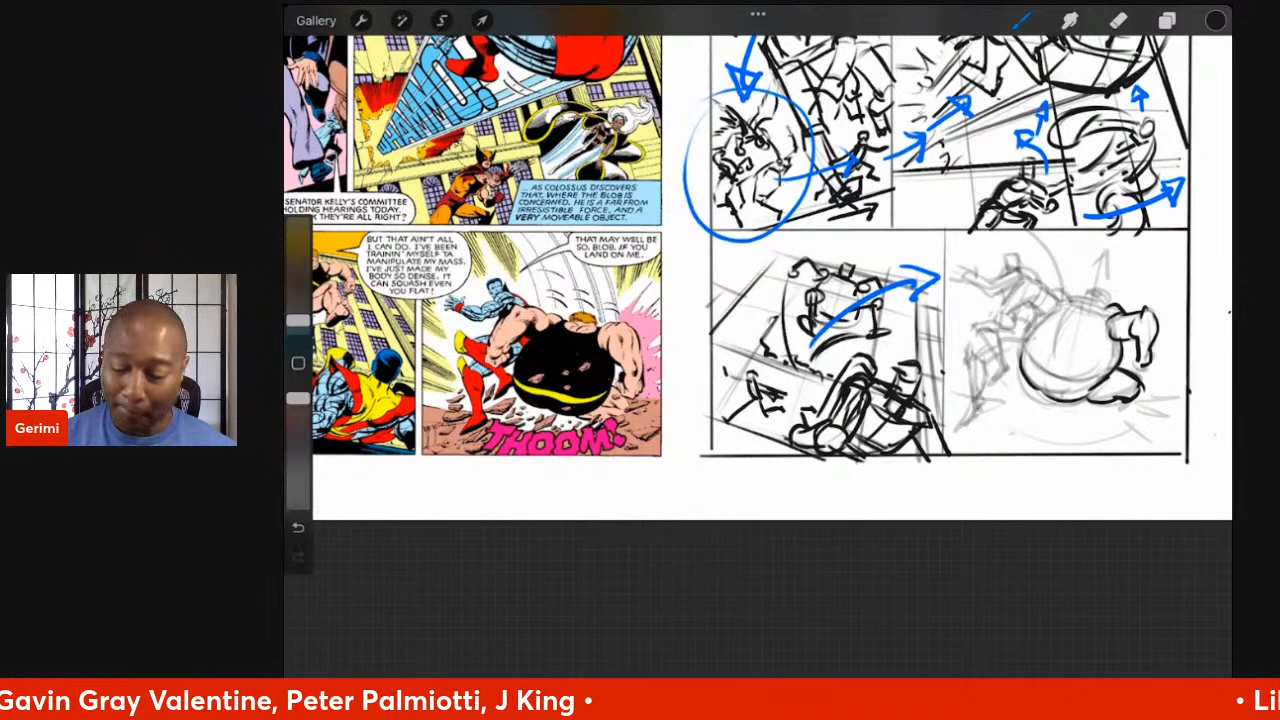 Gallery
BLAMMO!
SENATOR KELLY'S COMMITTEE
HOLDING HEARINGS TODAY.
THEY'RE ALL RIGHT?
... AS COLOSSUS DISCOVERS
THAT, WHERE THE BLOB IS
CONCERNED, HE IS A FAR FROM
IRRESISTIBLE FORCE, AND A
VERY MOVEABLE OBJECT.
BUT THAT AIN'T ALL
I CAN DO. I'VE BEEN
TRAININ' MYSELF TA
MANIPULATE MY MASS.
I'VE JUST MADE MY
BODY SO DENSE, IT
CAN SQUASH EVEN
YOU FLAT!
THAT MAY WELL BE
SO, BLOB. IF YOU
LAND ON ME.
THOOM!
Gerimi
Gavin Gray Valentine, Peter Palmiotti, J King •
• Li